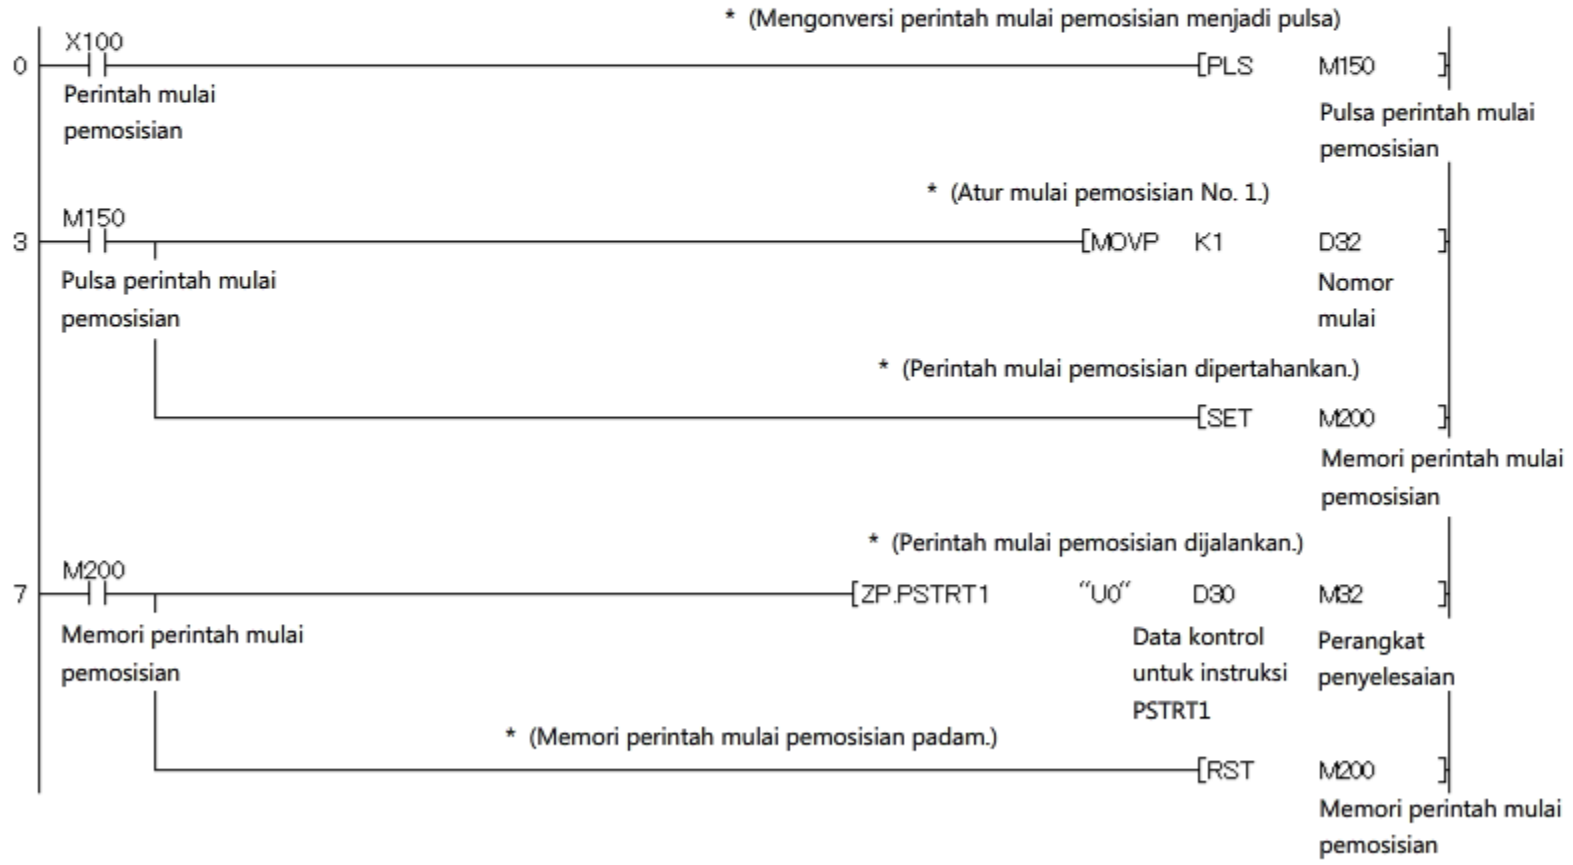 * (Mengonversi perintah mulai pemosisian menjadi pulsa)
X100
0 [PLS M150 ]
Perintah mulai
pemosisian
Pulsa perintah mulai
pemosisian
* (Atur mulai pemosisian No. 1.)
M150
3 [MOVP K1 D32 ]
Pulsa perintah mulai
pemosisian
Nomor
mulai
* (Perintah mulai pemosisian dipertahankan.)
[SET M200 ]
Memori perintah mulai
pemosisian
* (Perintah mulai pemosisian dijalankan.)
M200
7 [ZP.PSTRT1 “U0“ D30 M32 ]
Memori perintah mulai
pemosisian
Data kontrol
untuk instruksi
PSTRT1
Perangkat
penyelesaian
* (Memori perintah mulai pemosisian padam.)
[RST M200 ]
Memori perintah mulai
pemosisian